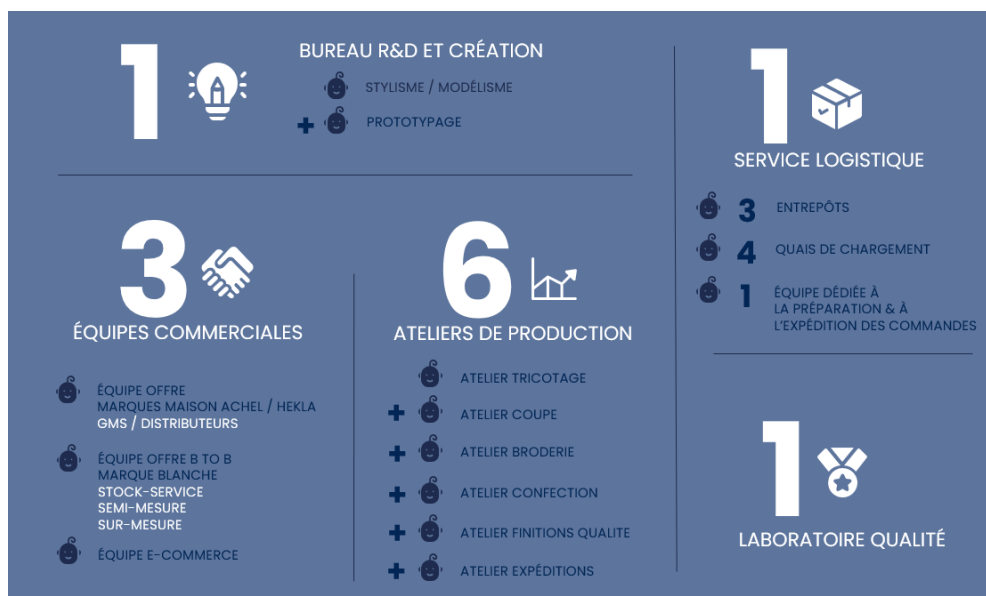 1
BUREAU R&D ET CRÉATION
STYLISME / MODÉLISME
+ PROTOTYPAGE
3
ÉQUIPES COMMERCIALES
ÉQUIPE OFFRE
MARQUES MAISON ACHEL / HEKLA
GMS / DISTRIBUTEURS
ÉQUIPE OFFRE B TO B
MARQUE BLANCHE
STOCK-SERVICE
SEMI-MESURE
SUR-MESURE
ÉQUIPE E-COMMERCE
6
ATELIERS DE PRODUCTION
ATELIER TRICOTAGE
+ ATELIER COUPE
+ ATELIER BRODERIE
+ ATELIER CONFECTION
+ ATELIER FINITIONS QUALITE
+ ATELIER EXPÉDITIONS
1
SERVICE LOGISTIQUE
3 ENTREPÔTS
4 QUAIS DE CHARGEMENT
1 ÉQUIPE DÉDIÉE À
LA PRÉPARATION & À
L'EXPÉDITION DES COMMANDES
1
LABORATOIRE QUALITÉ